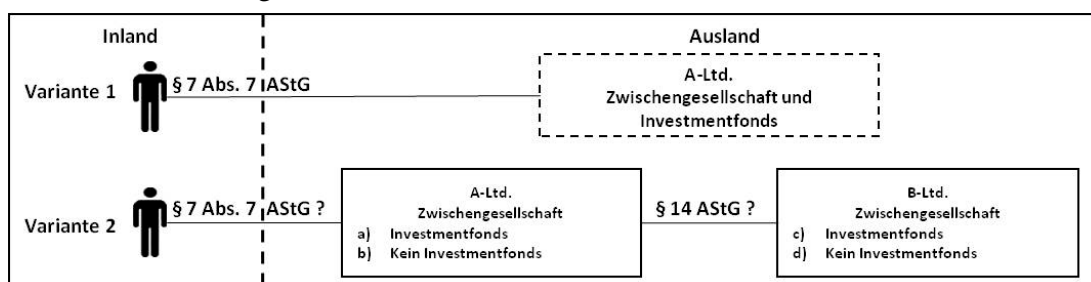 Inland Ausland
A-Ltd.
Variante 1 § 7 Abs. 7 AStG Zwischengesellschaft und
Investmentfonds
A-Ltd. B-Ltd.
Variante 2 § 7 Abs. 7 AStG ? Zwischengesellschaft § 14 AStG ? Zwischengesellschaft
a) Investmentfonds c) Investmentfonds
b) Kein Investmentfonds d) Kein Investmentfonds